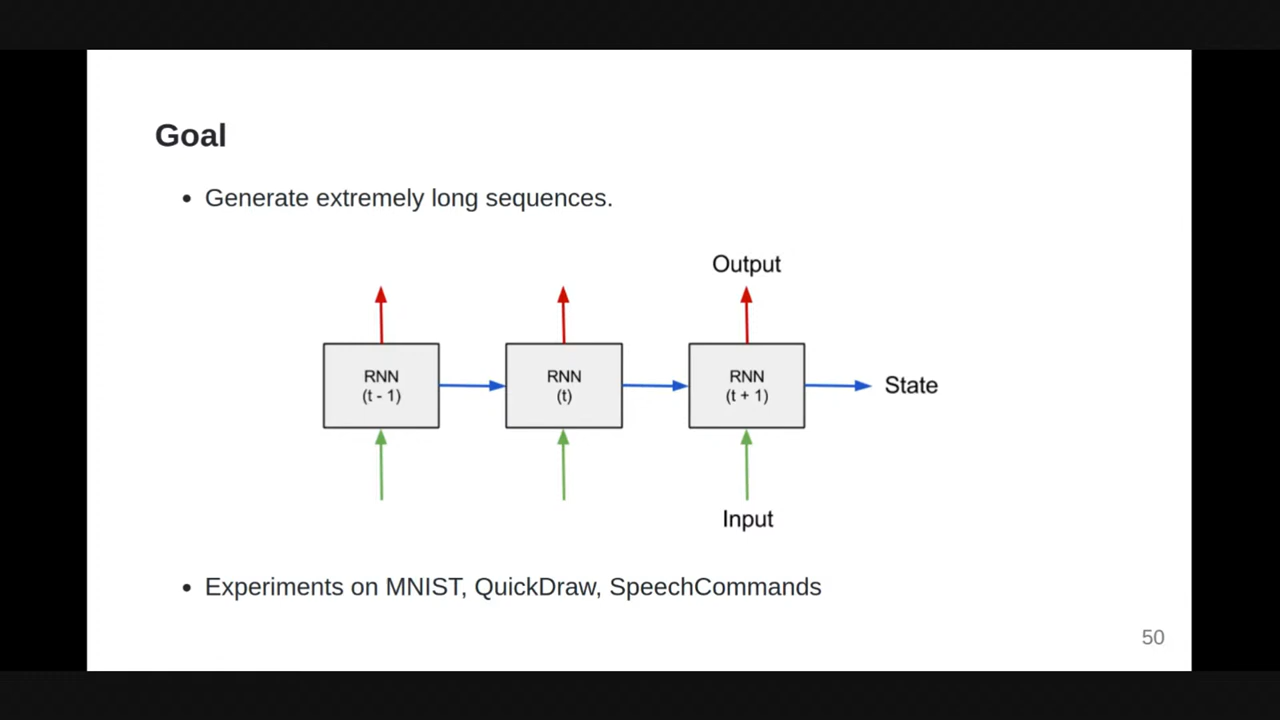 Goal
• Generate extremely long sequences.
Output
RNN
(t - 1)
RNN
(t)
RNN
(t + 1)
State
Input
• Experiments on MNIST, QuickDraw, SpeechCommands
50